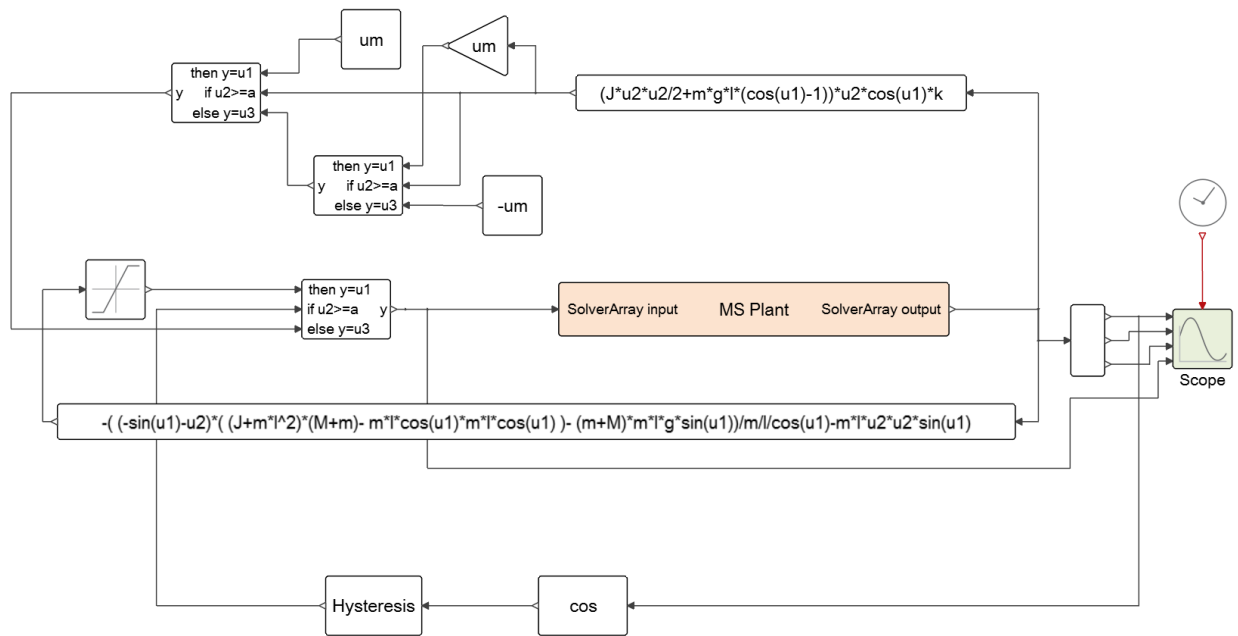 um
um
then y=u1
y if u2>=a
else y=u3
(J*u2*u2/2+m*g*l*(cos(u1)-1))*u2*cos(u1)*k
then y=u1
y if u2>=a
else y=u3
-um
then y=u1
if u2>=a y
else y=u3
SolverArray input MS Plant SolverArray output
Scope
-( (-sin(u1)-u2)*( (J+m*l^2)*(M+m)- m*l*cos(u1)*m*l*cos(u1) )- (m+M)*m*l*g*sin(u1))/m/l/cos(u1)-m*l*u2*u2*sin(u1)
Hysteresis
cos